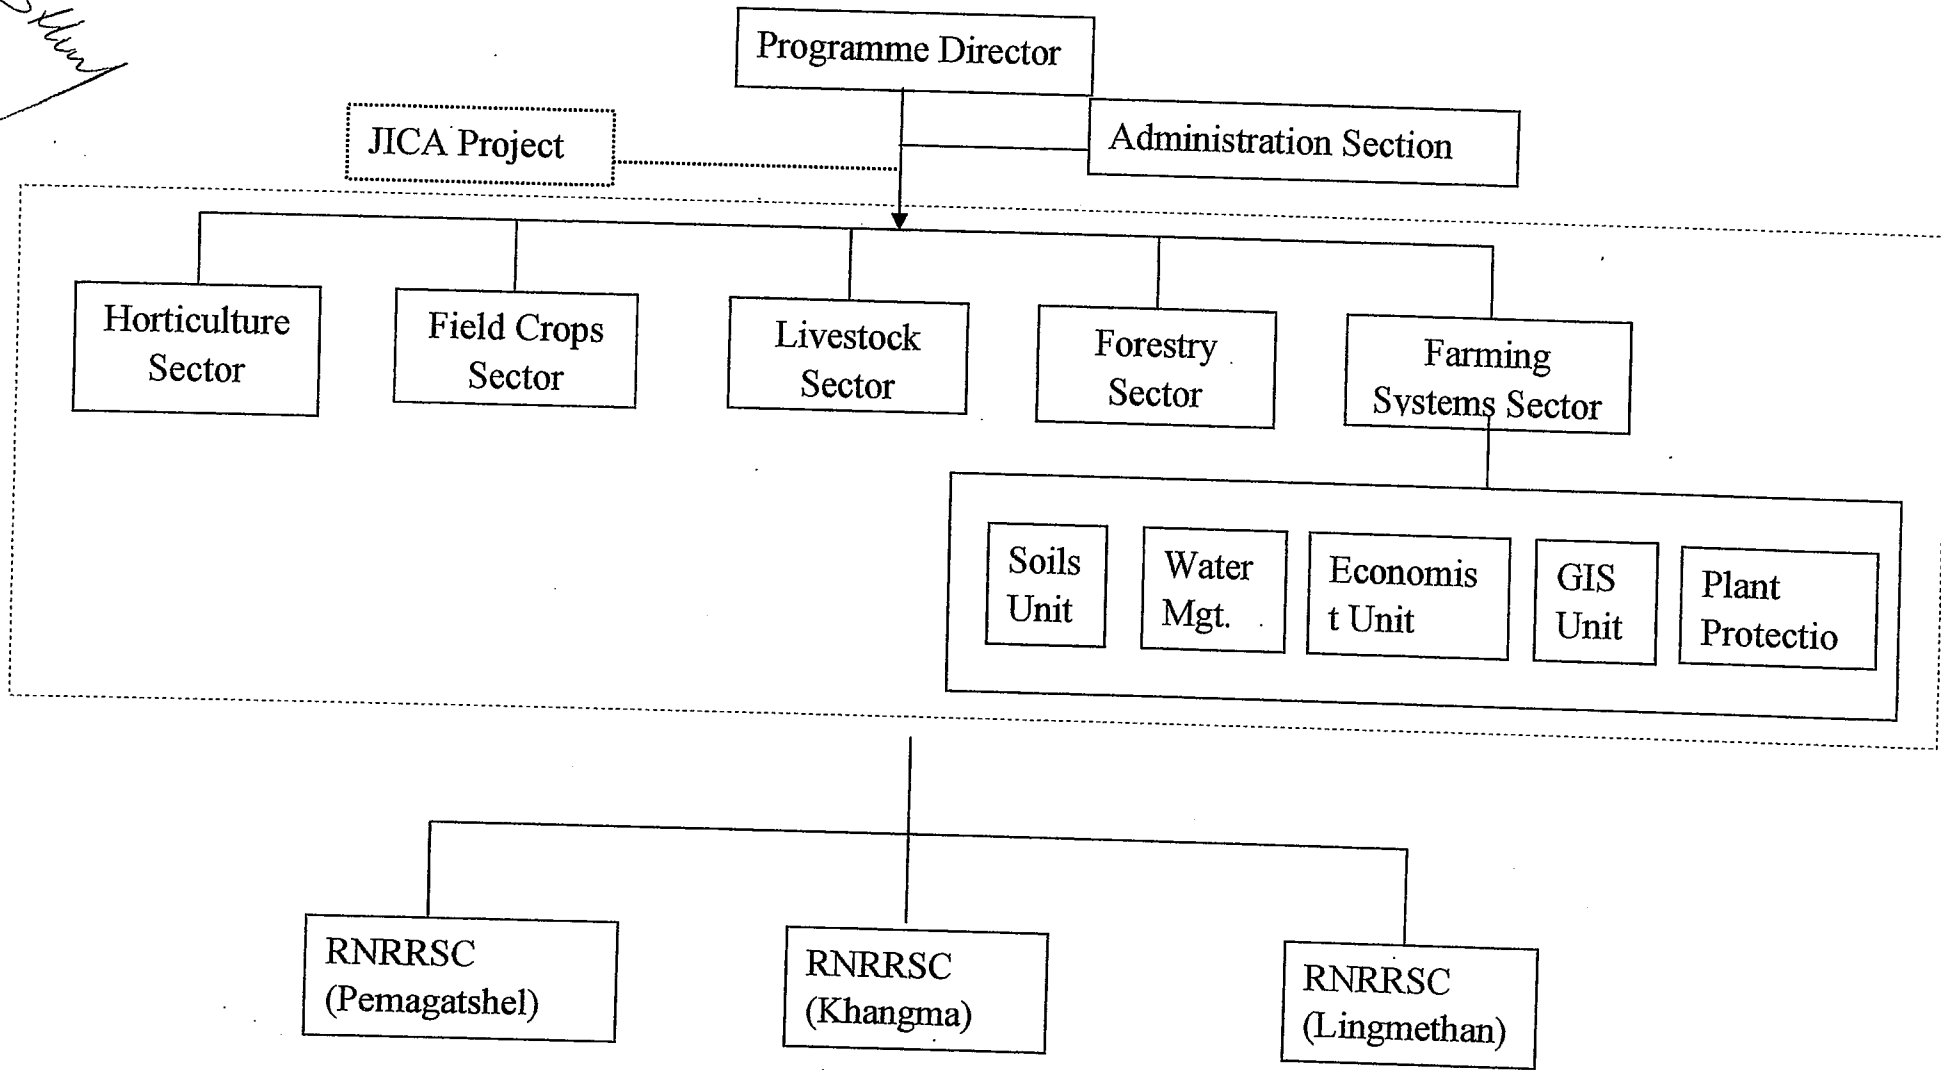 Programme Director
JICA Project
Administration Section
Horticulture
Sector
Field Crops
Sector
Livestock
Sector
Forestry
Sector
Farming
Systems Sector
Soils
Unit
Water
Mgt.
Economis
t Unit
GIS
Unit
Plant
Protectio
RNRRSC
(Pemagatshel)
RNRRSC
(Khangma)
RNRRSC
(Lingmethan)